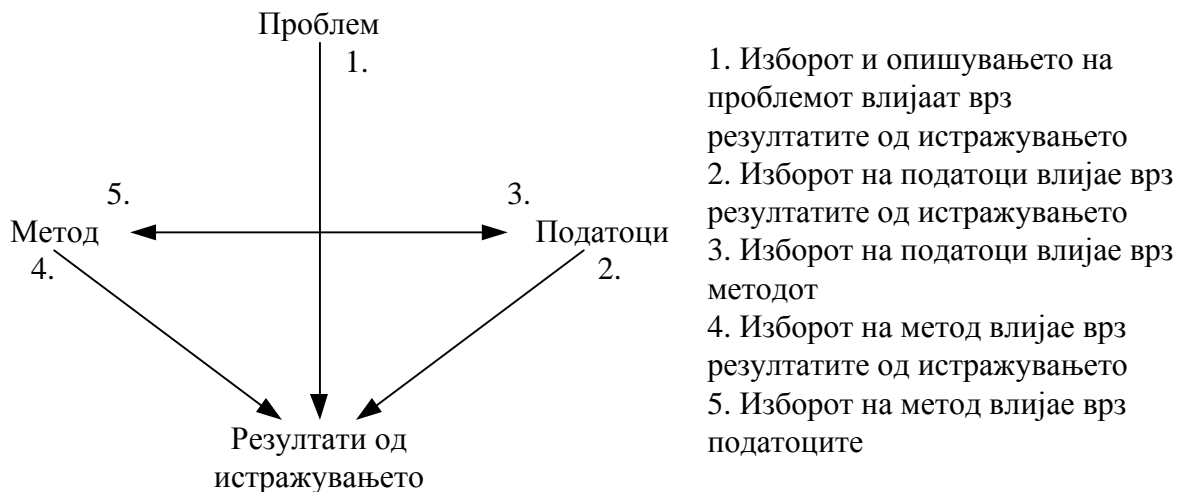 Проблем
1.
5.
3.
Метод
Податоци
4.
2.
Резултати од
истражувањето
1. Изборот и опишувањето на
проблемот влијаат врз
резултатите од истражувањето
2. Изборот на податоци влијае врз
резултатите од истражувањето
3. Изборот на податоци влијае врз
методот
4. Изборот на метод влијае врз
резултатите од истражувањето
5. Изборот на метод влијае врз
податоците